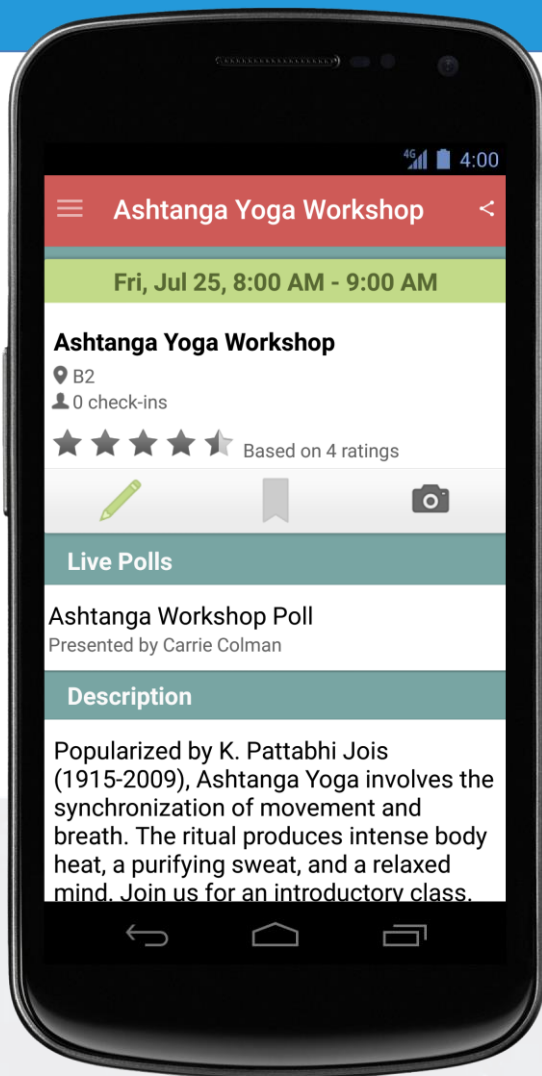 4G 4:00
Ashtanga Yoga Workshop
Fri, Jul 25, 8:00 AM - 9:00 AM
Ashtanga Yoga Workshop
B2
0 check-ins
Based on 4 ratings
Live Polls
Ashtanga Workshop Poll
Presented by Carrie Colman
Description
Popularized by K. Pattabhi Jois
(1915-2009), Ashtanga Yoga involves the
synchronization of movement and
breath. The ritual produces intense body
heat, a purifying sweat, and a relaxed
mind. Join us for an introductory class.